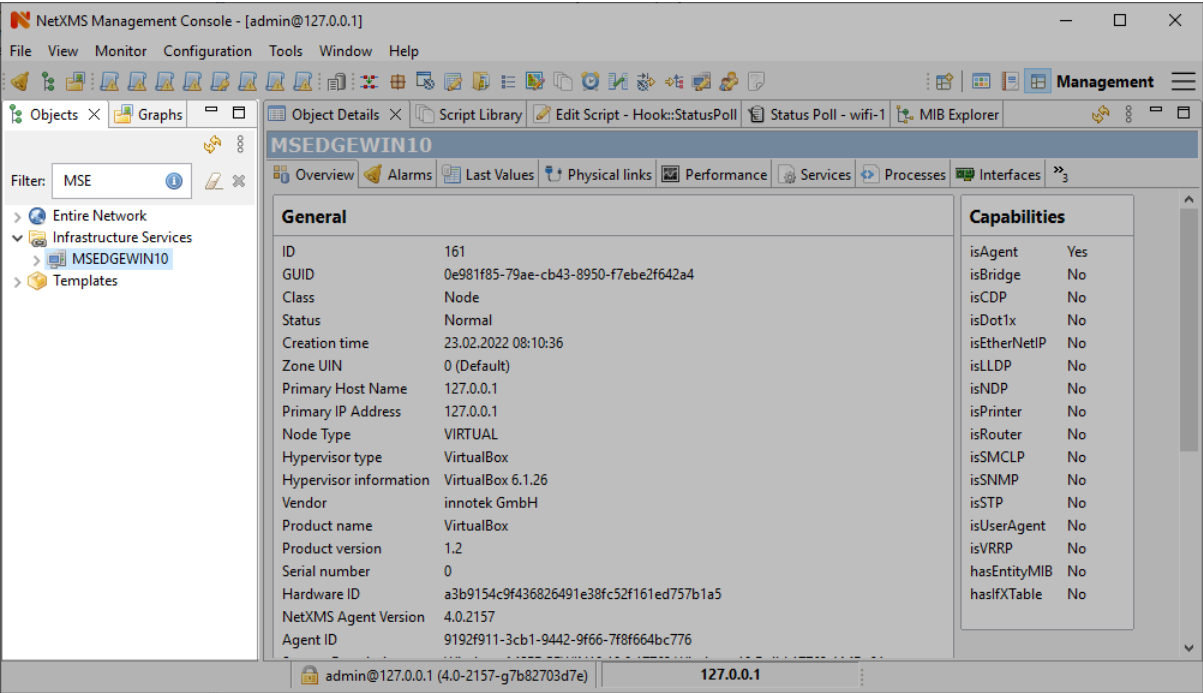 NetXMS Management Console - [admin@127.0.0.1]
File View Monitor Configuration Tools Window Help
Management
Objects Graphs
Object Details Script Library Edit Script - Hook::StatusPoll Status Poll - wifi-1 MIB Explorer
MSEDGEWIN10
Filter: MSE
Overview Alarms Last Values Physical links Performance Services Processes Interfaces »3
Entire Network
Infrastructure Services
MSEDGEWIN10
Templates
General
ID 161
GUID 0e981f85-79ae-cb43-8950-f7ebe2f642a4
Class Node
Status Normal
Creation time 23.02.2022 08:10:36
Zone UIN 0 (Default)
Primary Host Name 127.0.0.1
Primary IP Address 127.0.0.1
Node Type VIRTUAL
Hypervisor type VirtualBox
Hypervisor information VirtualBox 6.1.26
Vendor innotek GmbH
Product name VirtualBox
Product version 1.2
Serial number 0
Hardware ID a3b9154c9f436826491e38fc52f161ed757b1a5
NetXMS Agent Version 4.0.2157
Agent ID 9192f911-3cb1-9442-9f66-7f8f664bc776
Capabilities
isAgent Yes
isBridge No
isCDP No
isDot1x No
isEtherNetIP No
isLLDP No
isNDP No
isPrinter No
isRouter No
isSMCLP No
isSNMP No
isSTP No
isUserAgent No
isVRRP No
hasEntityMIB No
hasIfXTable No
admin@127.0.0.1 (4.0-2157-g7b82703d7e) 127.0.0.1